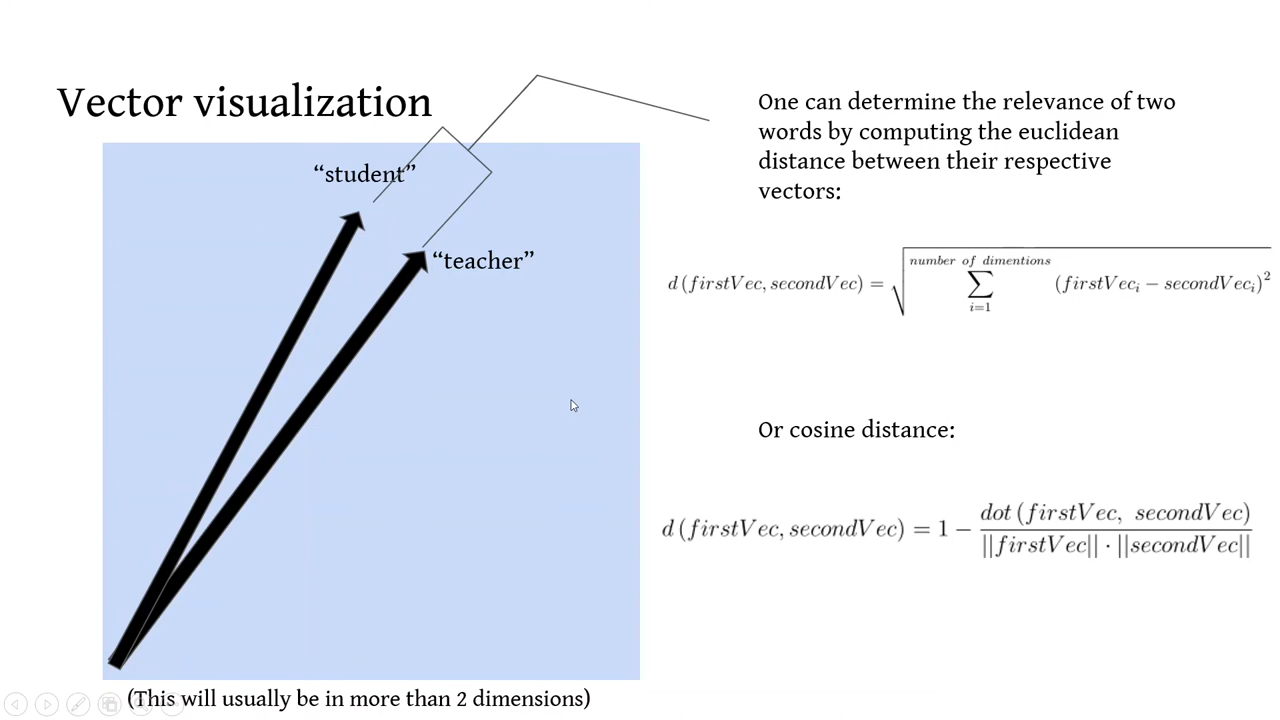 Vector visualization
“student”
“teacher”
(This will usually be in more than 2 dimensions)
One can determine the relevance of two
words by computing the euclidean
distance between their respective
vectors:
d (firstVec, secondVec) = √ number of dimentions ∑ i=1 (firstVecᵢ − secondVecᵢ)²
Or cosine distance:
d (firstVec, secondVec) = 1 − dot (firstVec, secondVec) / ||firstVec|| · ||secondVec||